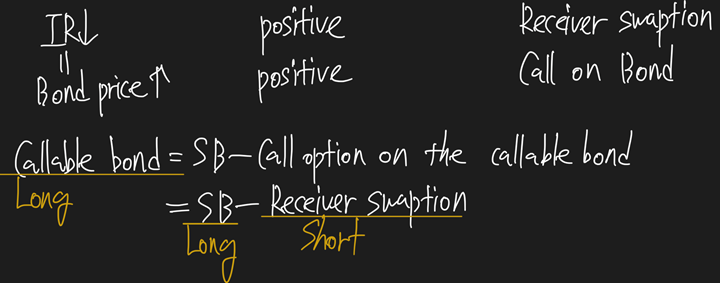 IR↓ positive Receiver swaption
=
Bond price↑ positive Call on Bond
Callable bond = SB - Call option on the callable bond
Long = SB - Receiver swaption
Long Short